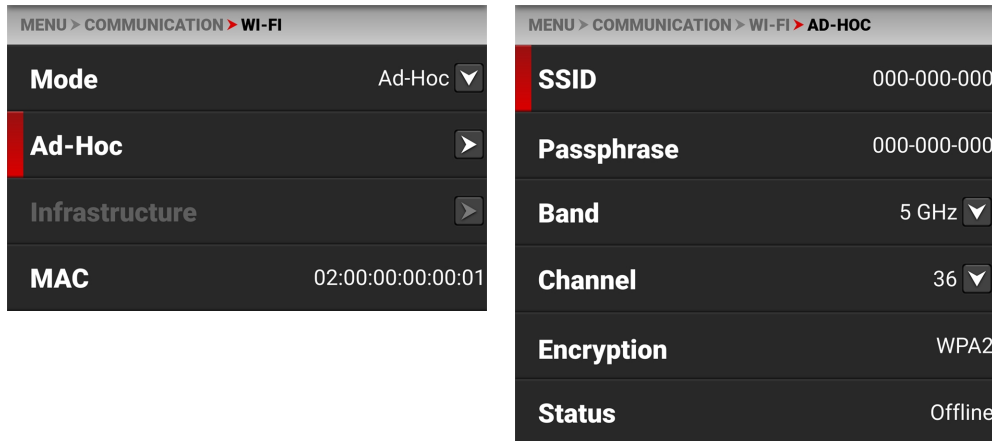 MENU > COMMUNICATION > WI-FI
Mode Ad-Hoc
Ad-Hoc
Infrastructure
MAC 02:00:00:00:00:01
MENU > COMMUNICATION > WI-FI > AD-HOC
SSID 000-000-000
Passphrase 000-000-000
Band 5 GHz
Channel 36
Encryption WPA2
Status Offline